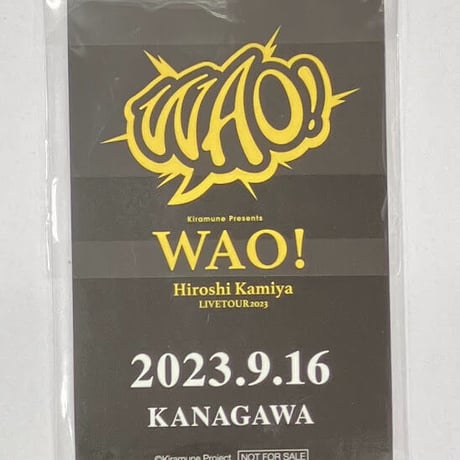 WAO!
Kiramune Presents
WAO!
Hiroshi Kamiya
LIVETOUR2023
2023.9.16
KANAGAWA
©Kiramune Project NOT FOR SALE